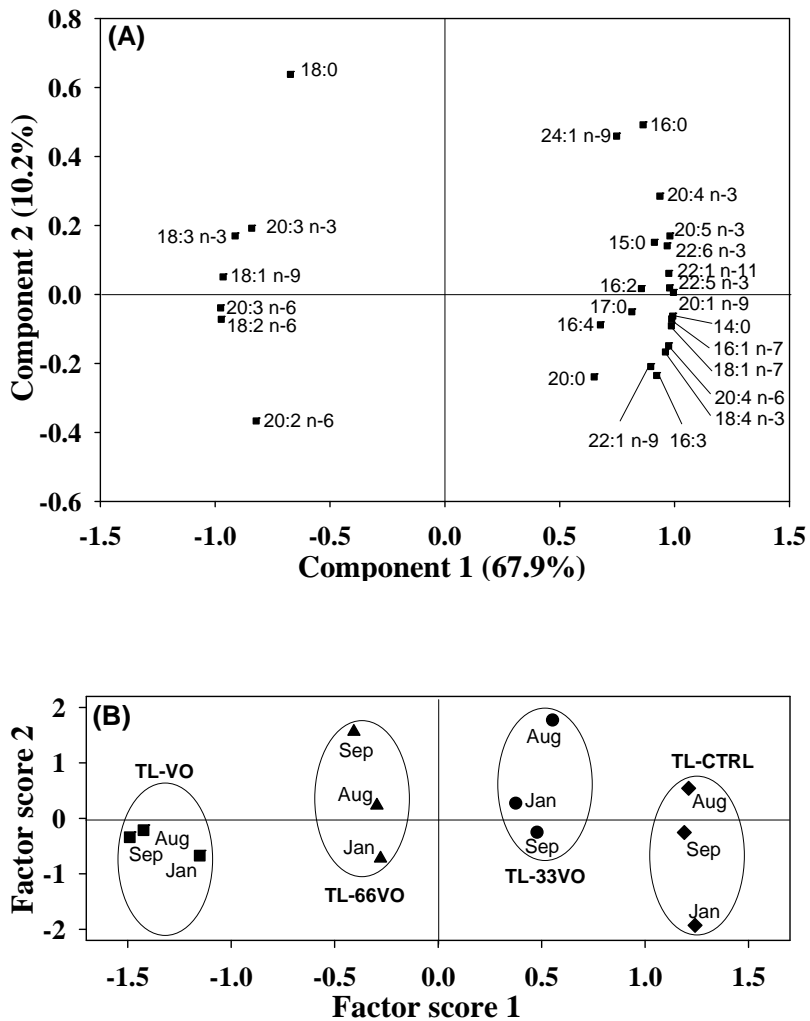 (A)
0.8
0.6
0.4
0.2
0.0
-0.2
-0.4
-0.6
Component 2 (10.2%)
18:0
24:1 n-9
16:0
20:4 n-3
18:3 n-3
20:3 n-3
15:0
20:5 n-3
22:6 n-3
18:1 n-9
22:1 n-11
16:2
22:5 n-3
20:3 n-6
18:2 n-6
17:0
20:1 n-9
16:4
14:0
16:1 n-7
18:1 n-7
20:0
20:4 n-6
18:4 n-3
20:2 n-6
22:1 n-9
16:3
-1.5
-1.0
-0.5
0.0
0.5
1.0
1.5
Component 1 (67.9%)
(B)
2
1
0
-1
-2
Factor score 2
TL-VO
Aug
Sep
Jan
Sep
Aug
Jan
TL-66VO
Aug
Jan
Sep
TL-33VO
TL-CTRL
Aug
Sep
Jan
-1.5
-1.0
-0.5
0.0
0.5
1.0
1.5
Factor score 1